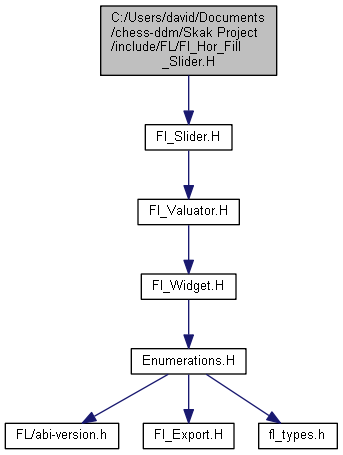 C:/Users/david/Documents
/chess-ddm/Skak Project
/include/FL/Fl_Hor_Fill
_Slider.H
Fl_Slider.H
Fl_Valuator.H
Fl_Widget.H
Enumerations.H
FL/abi-version.h
Fl_Export.H
fl_types.h